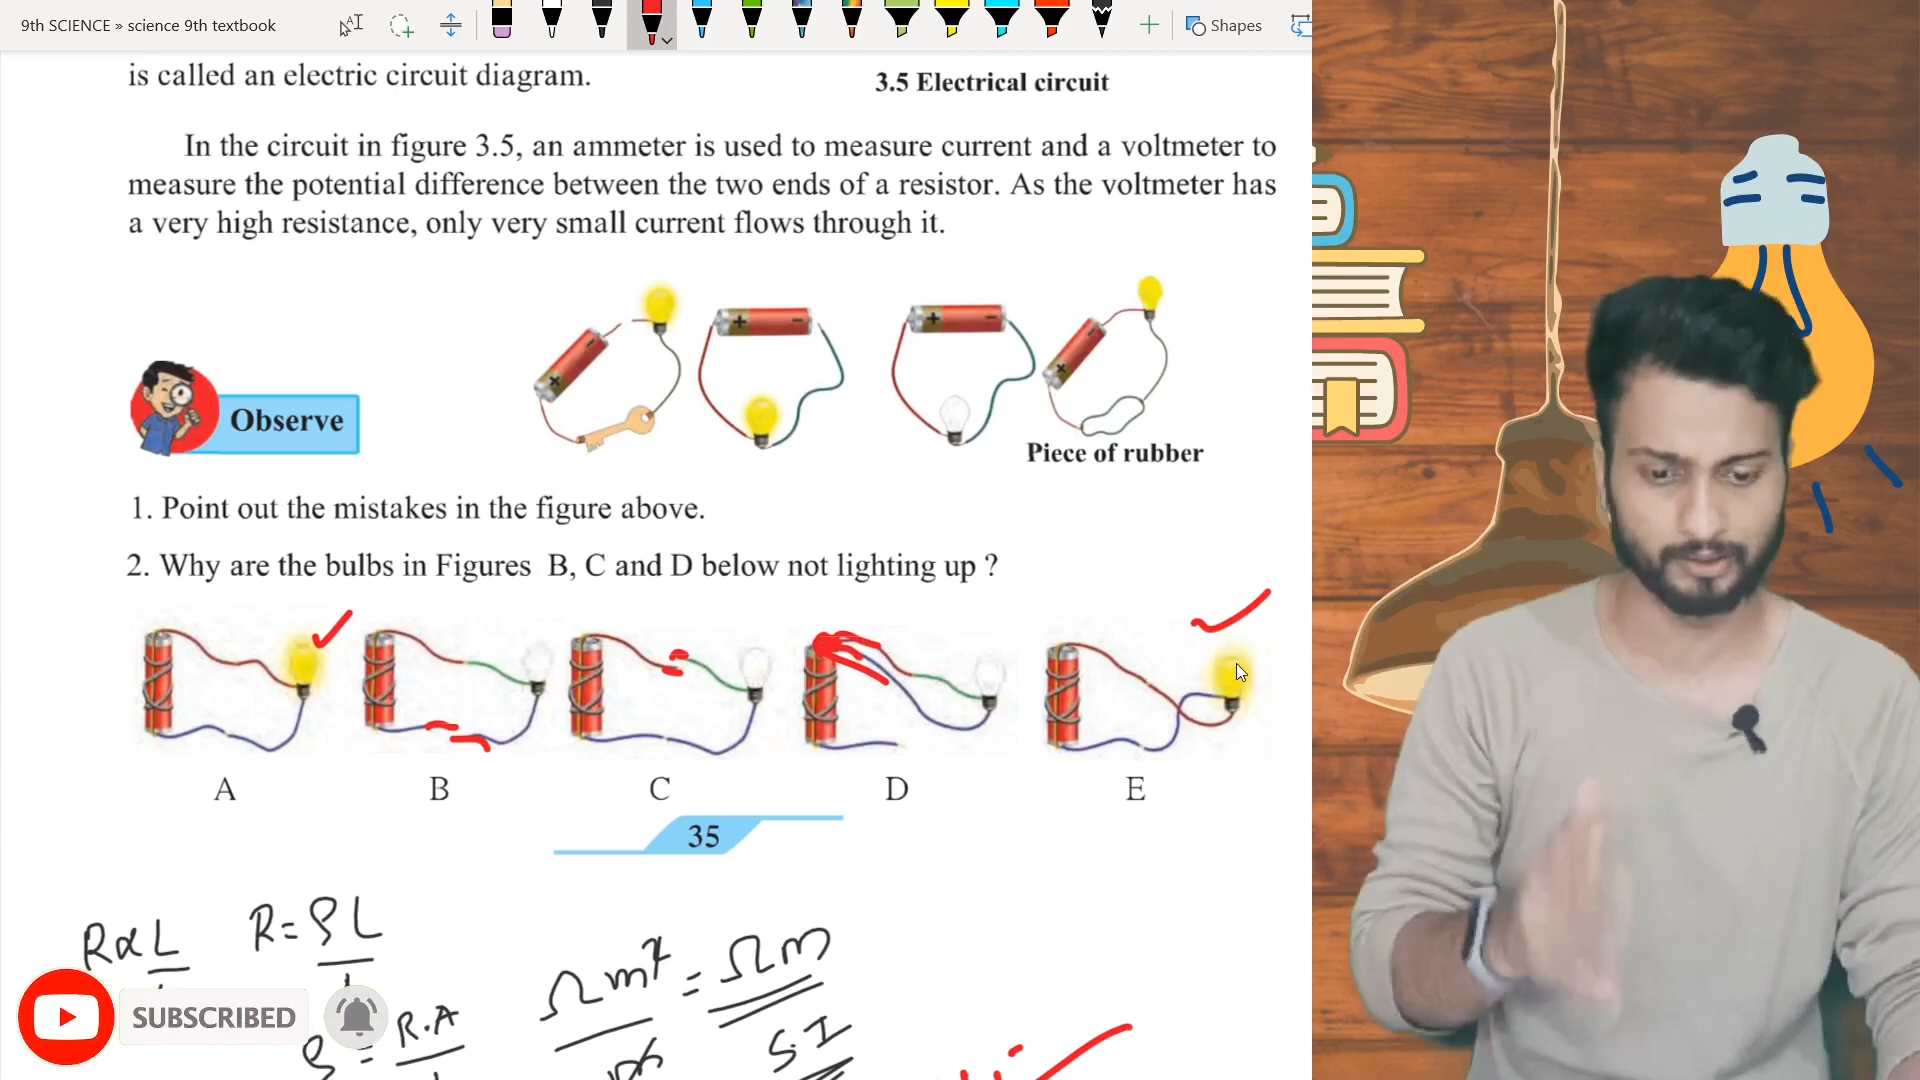 9th SCIENCE » science 9th textbook
Shapes
is called an electric circuit diagram.
3.5 Electrical circuit
In the circuit in figure 3.5, an ammeter is used to measure current and a voltmeter to
measure the potential difference between the two ends of a resistor. As the voltmeter has
a very high resistance, only very small current flows through it.
+ -
+ -
+ -
+ -
Observe
Piece of rubber
1. Point out the mistakes in the figure above.
2. Why are the bulbs in Figures B, C and D below not lighting up ?
A B C D E
35
R∝L
R=ρL
Ωm² = Ωm
S.I
ρ = R.A
SUBSCRIBED